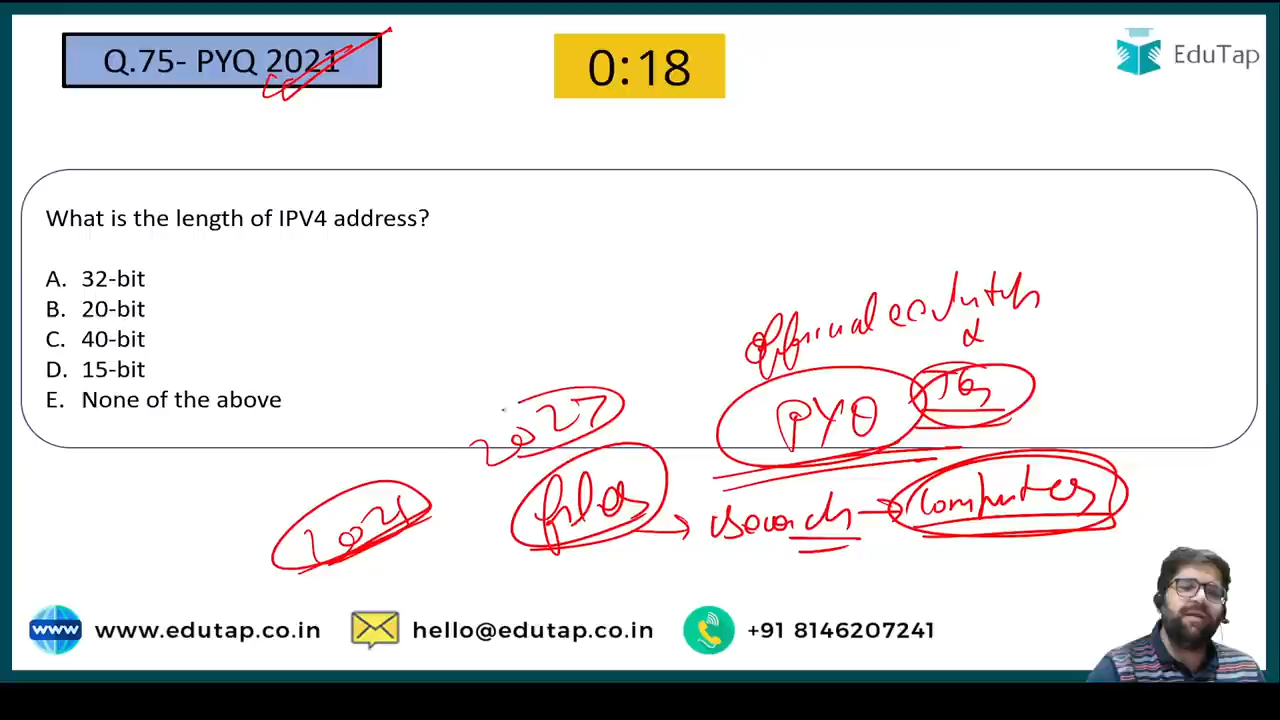 Q.75- PYQ 2021
0:18
EduTap
What is the length of IPV4 address?
A. 32-bit
B. 20-bit
C. 40-bit
D. 15-bit
E. None of the above
official
&
PYQ
2027
files
search
Computers
2021
www
www.edutap.co.in
hello@edutap.co.in
+91 8146207241